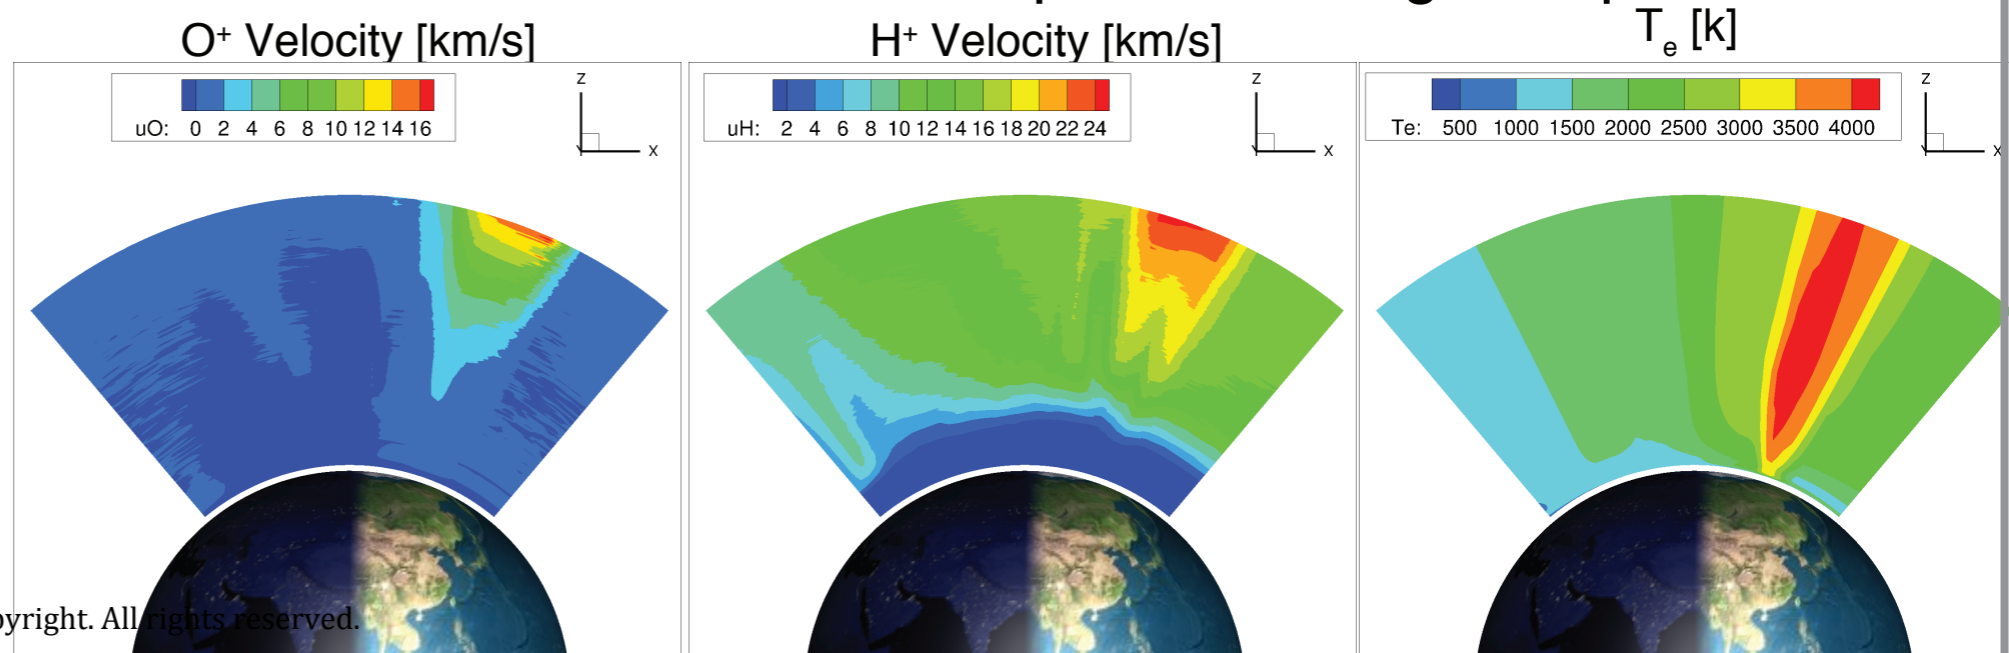 O⁺ Velocity [km/s]
uO: 0 2 4 6 8 10 12 14 16
Z
X
H⁺ Velocity [km/s]
uH: 2 4 6 8 10 12 14 16 18 20 22 24
Z
X
Tₑ [k]
Te: 500 1000 1500 2000 2500 3000 3500 4000
Z
X
pyright. All rights reserved.